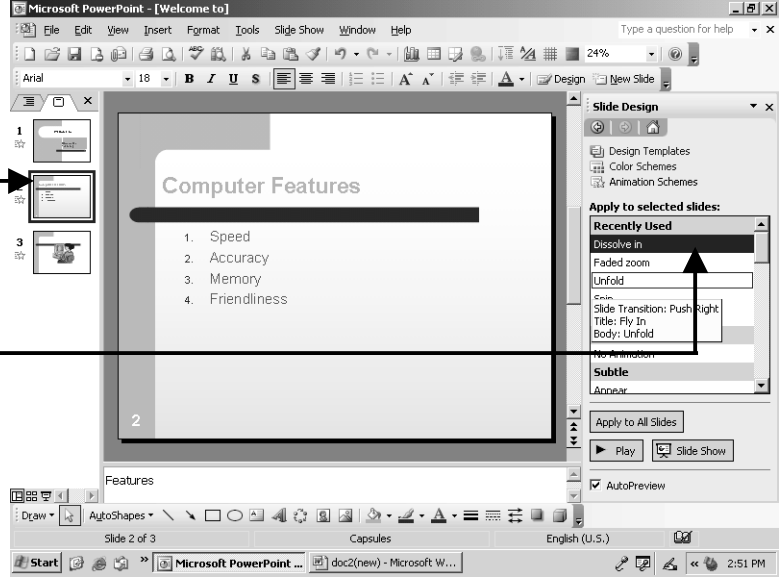 Microsoft PowerPoint - [Welcome to]
File Edit View Insert Format Tools Slide Show Window Help Type a question for help
24%
Arial 18 B I U S A A A Design New Slide
Slide Design
1
2
3
Computer Features
1. Speed
2. Accuracy
3. Memory
4. Friendliness
2
Design Templates
Color Schemes
Animation Schemes
Apply to selected slides:
Recently Used
Dissolve in
Faded zoom
Unfold
Spin
Slide Transition: Push Right
Title: Fly In
Body: Unfold
No Animation
Subtle
Appear
Apply to All Slides
Play Slide Show
AutoPreview
Features
Draw AutoShapes A
Slide 2 of 3 Capsules English (U.S.)
Start Microsoft PowerPoint ... doc2(new) - Microsoft W... 2:51 PM